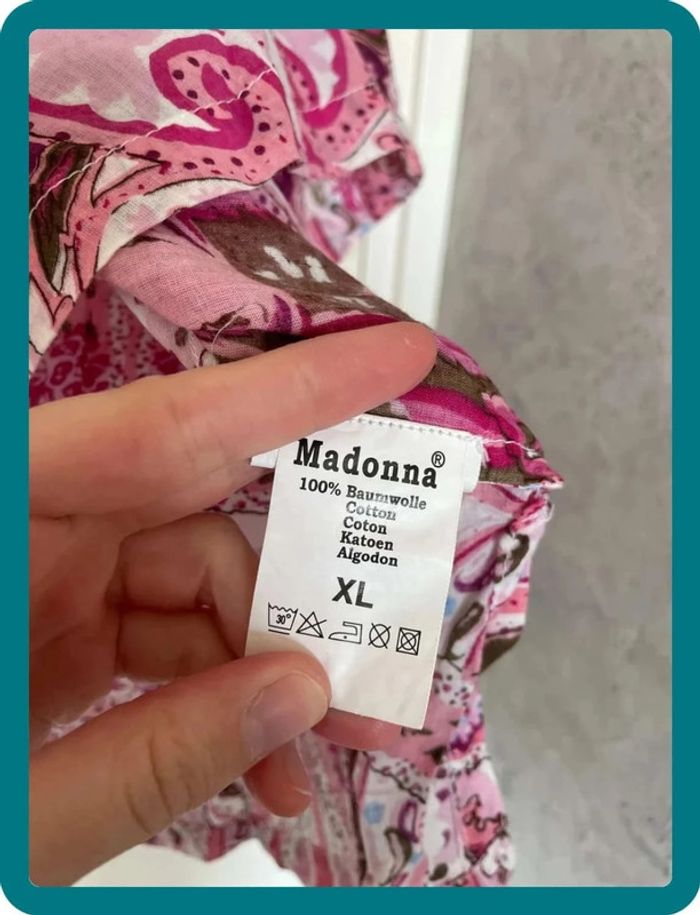 Madonna®
100% Baumwolle
Cotton
Coton
Katoen
Algodon
XL
30°